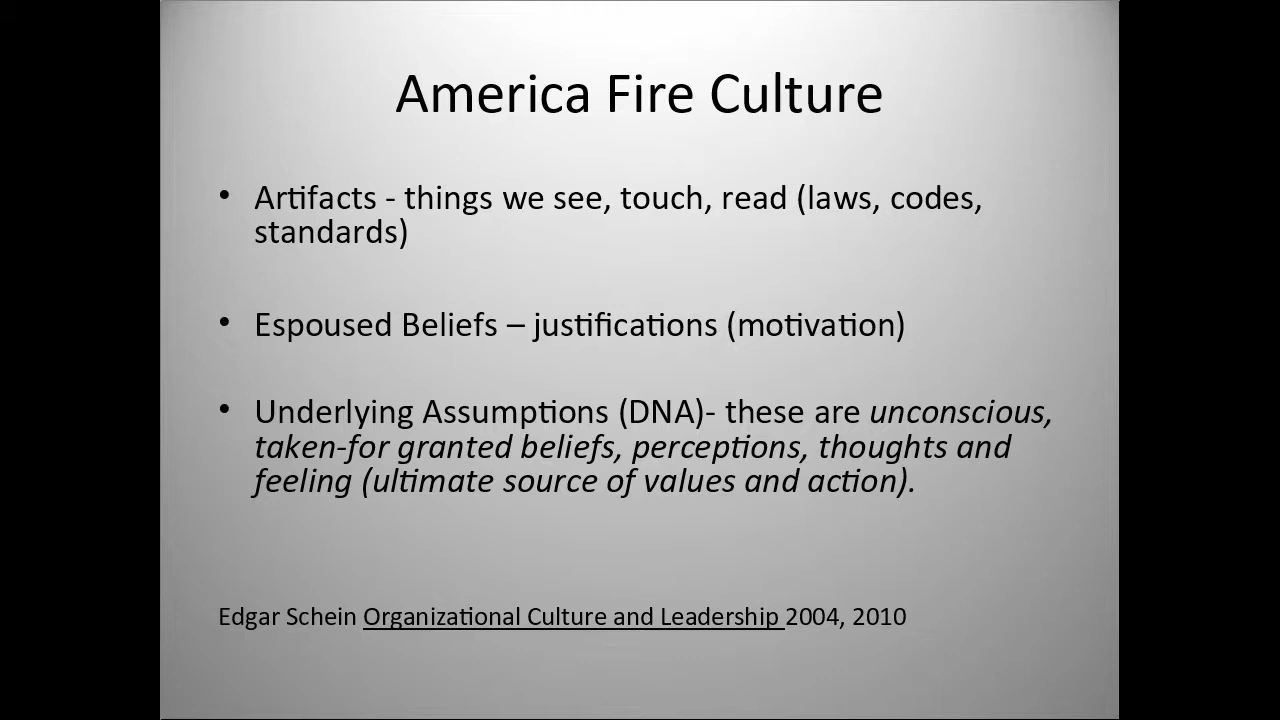 America Fire Culture
• Artifacts - things we see, touch, read (laws, codes,
standards)
• Espoused Beliefs – justifications (motivation)
• Underlying Assumptions (DNA)- these are unconscious,
taken-for granted beliefs, perceptions, thoughts and
feeling (ultimate source of values and action).
Edgar Schein Organizational Culture and Leadership 2004, 2010